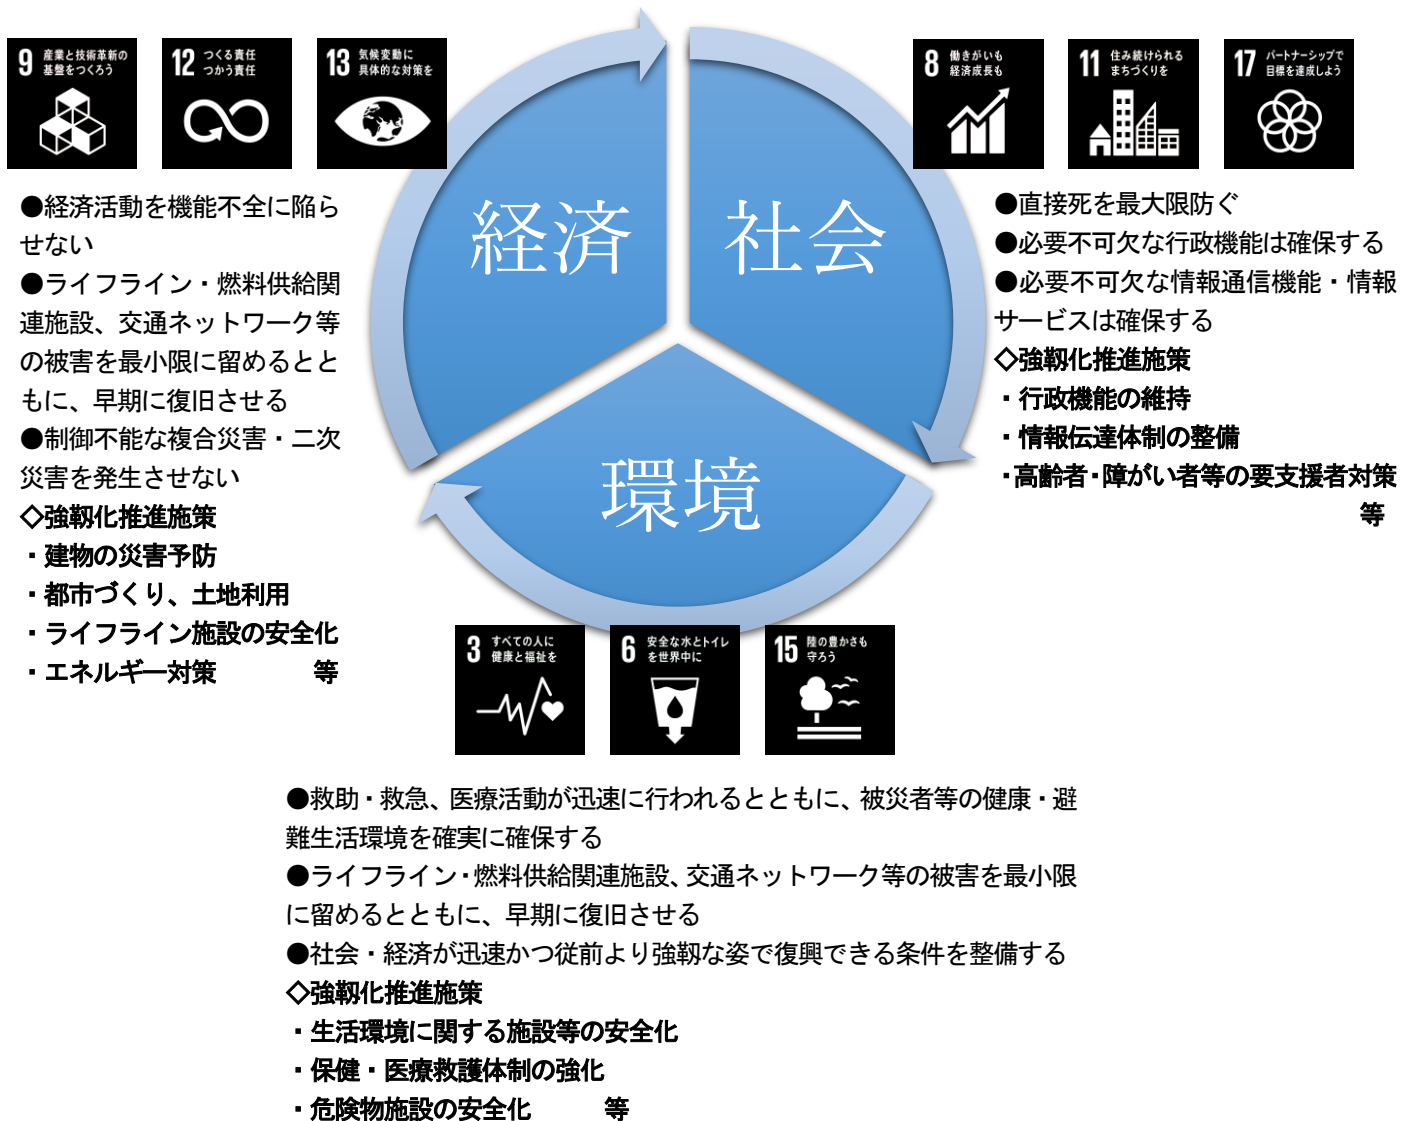 9 産業と技術革新の
基盤をつくろう
12 つくる責任
つかう責任
13 気候変動に
具体的な対策を
●経済活動を機能不全に陥ら
せない
●ライフライン・燃料供給関
連施設、交通ネットワーク等
の被害を最小限に留めるとと
もに、早期に復旧させる
●制御不能な複合災害・二次
災害を発生させない
◇強靱化推進施策
・建物の災害予防
・都市づくり、土地利用
・ライフライン施設の安全化
・エネルギー対策　　　　等
経済
社会
環境
8 働きがいも
経済成長も
11 住み続けられる
まちづくりを
17 パートナーシップで
目標を達成しよう
●直接死を最大限防ぐ
●必要不可欠な行政機能は確保する
●必要不可欠な情報通信機能・情報
サービスは確保する
◇強靱化推進施策
・行政機能の維持
・情報伝達体制の整備
・高齢者・障がい者等の要支援者対策
等
3 すべての人に
健康と福祉を
6 安全な水とトイレ
を世界中に
15 陸の豊かさも
守ろう
●救助・救急、医療活動が迅速に行われるとともに、被災者等の健康・避
難生活環境を確実に確保する
●ライフライン・燃料供給関連施設、交通ネットワーク等の被害を最小限
に留めるとともに、早期に復旧させる
●社会・経済が迅速かつ従前より強靱な姿で復興できる条件を整備する
◇強靱化推進施策
・生活環境に関する施設等の安全化
・保健・医療救護体制の強化
・危険物施設の安全化　　　等